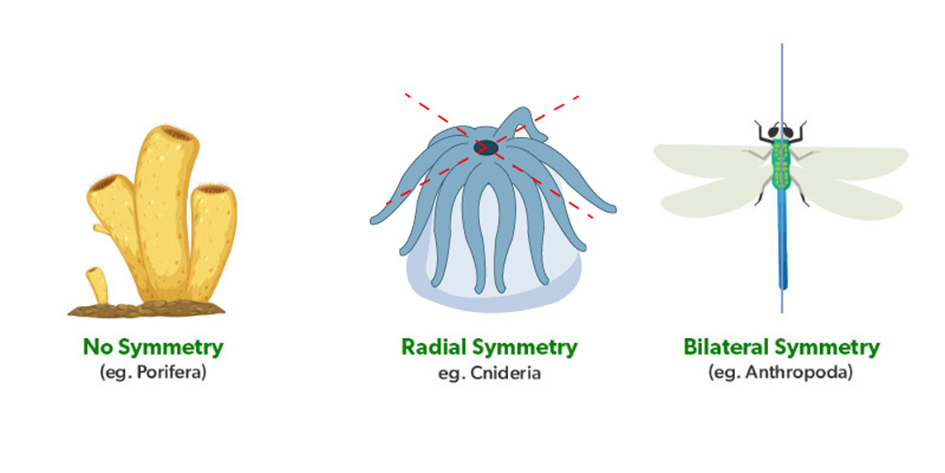 No Symmetry
(eg. Porifera)
Radial Symmetry
eg. Cnideria
Bilateral Symmetry
(eg. Anthropoda)